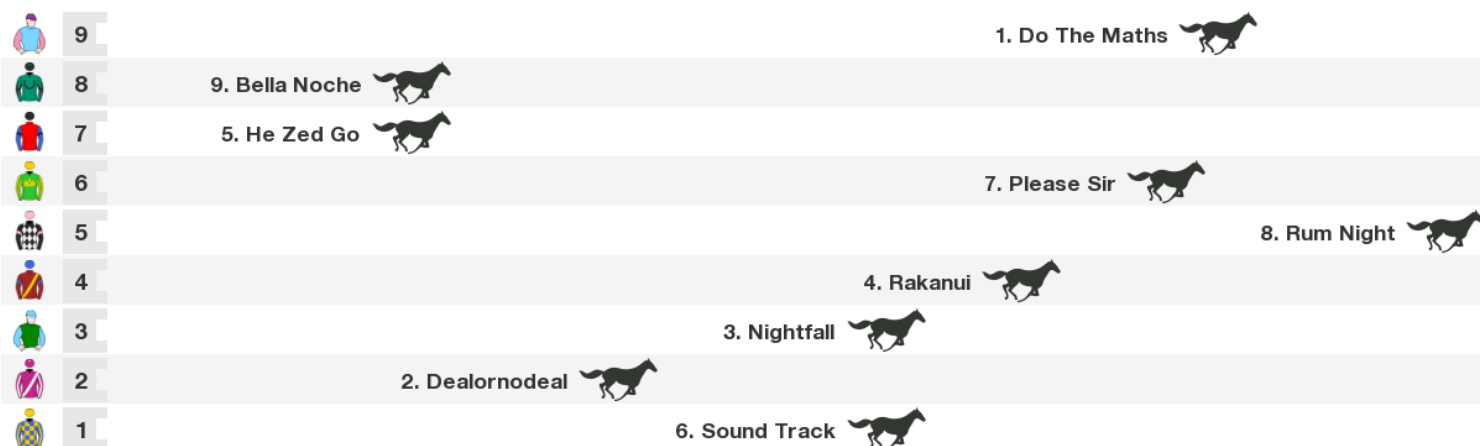 9 1. Do The Maths
8 9. Bella Noche
7 5. He Zed Go
6 7. Please Sir
5 8. Rum Night
4 4. Rakanui
3 3. Nightfall
2 2. Dealornodeal
1 6. Sound Track